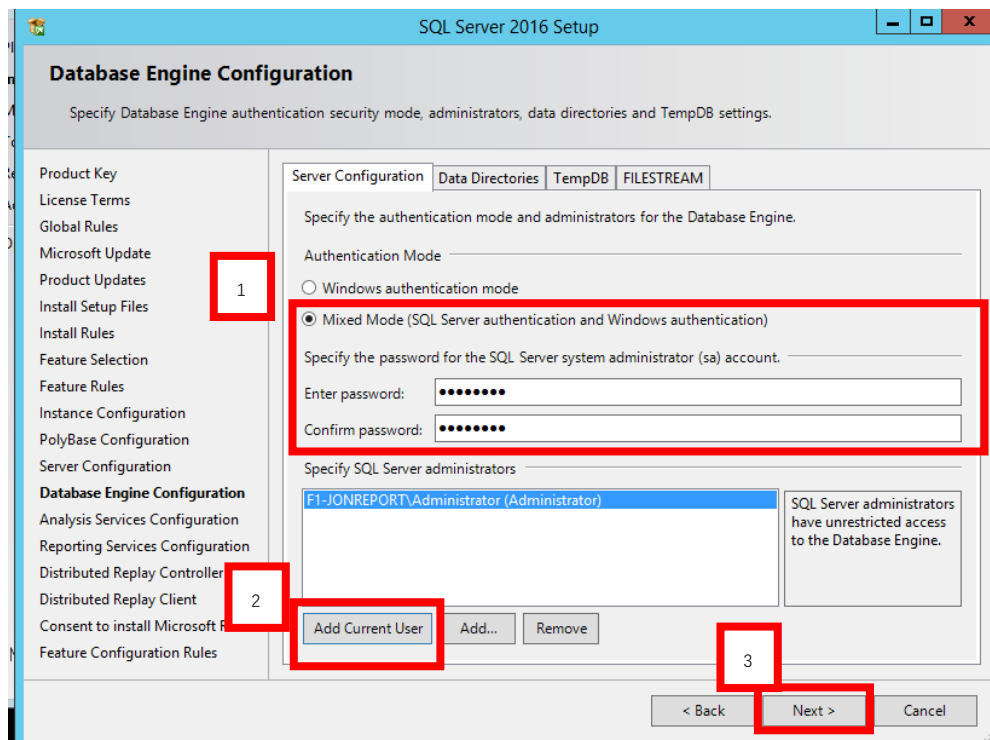 SQL Server 2016 Setup
Database Engine Configuration
Specify Database Engine authentication security mode, administrators, data directories and TempDB settings.
Product Key
License Terms
Global Rules
Microsoft Update
Product Updates
Install Setup Files
Install Rules
Feature Selection
Feature Rules
Instance Configuration
PolyBase Configuration
Server Configuration
Database Engine Configuration
Analysis Services Configuration
Reporting Services Configuration
Distributed Replay Controller
Distributed Replay Client
Consent to install Microsoft
Feature Configuration Rules
Server Configuration
Data Directories
TempDB
FILESTREAM
Specify the authentication mode and administrators for the Database Engine.
Authentication Mode
1
Windows authentication mode
Mixed Mode (SQL Server authentication and Windows authentication)
Specify the password for the SQL Server system administrator (sa) account.
Enter password: ●●●●●●●●
Confirm password: ●●●●●●●●
Specify SQL Server administrators
F1-JONREPORT\Administrator (Administrator)
SQL Server administrators
have unrestricted access
to the Database Engine.
2
Add Current User
Add...
Remove
3
< Back
Next >
Cancel